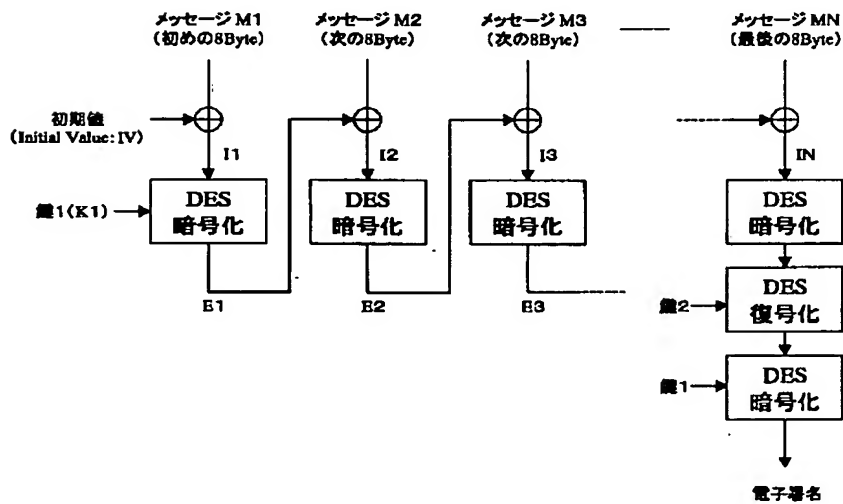 メッセージ M1
(初めの8Byte)
メッセージ M2
(次の8Byte)
メッセージ M3
(次の8Byte)
メッセージ MN
(最後の8Byte)
初期値
(Initial Value: IV)
I1
I2
I3
IN
鍵1(K1)
DES
暗号化
DES
暗号化
DES
暗号化
DES
暗号化
E1
E2
E3
鍵2
DES
復号化
鍵1
DES
暗号化
電子署名